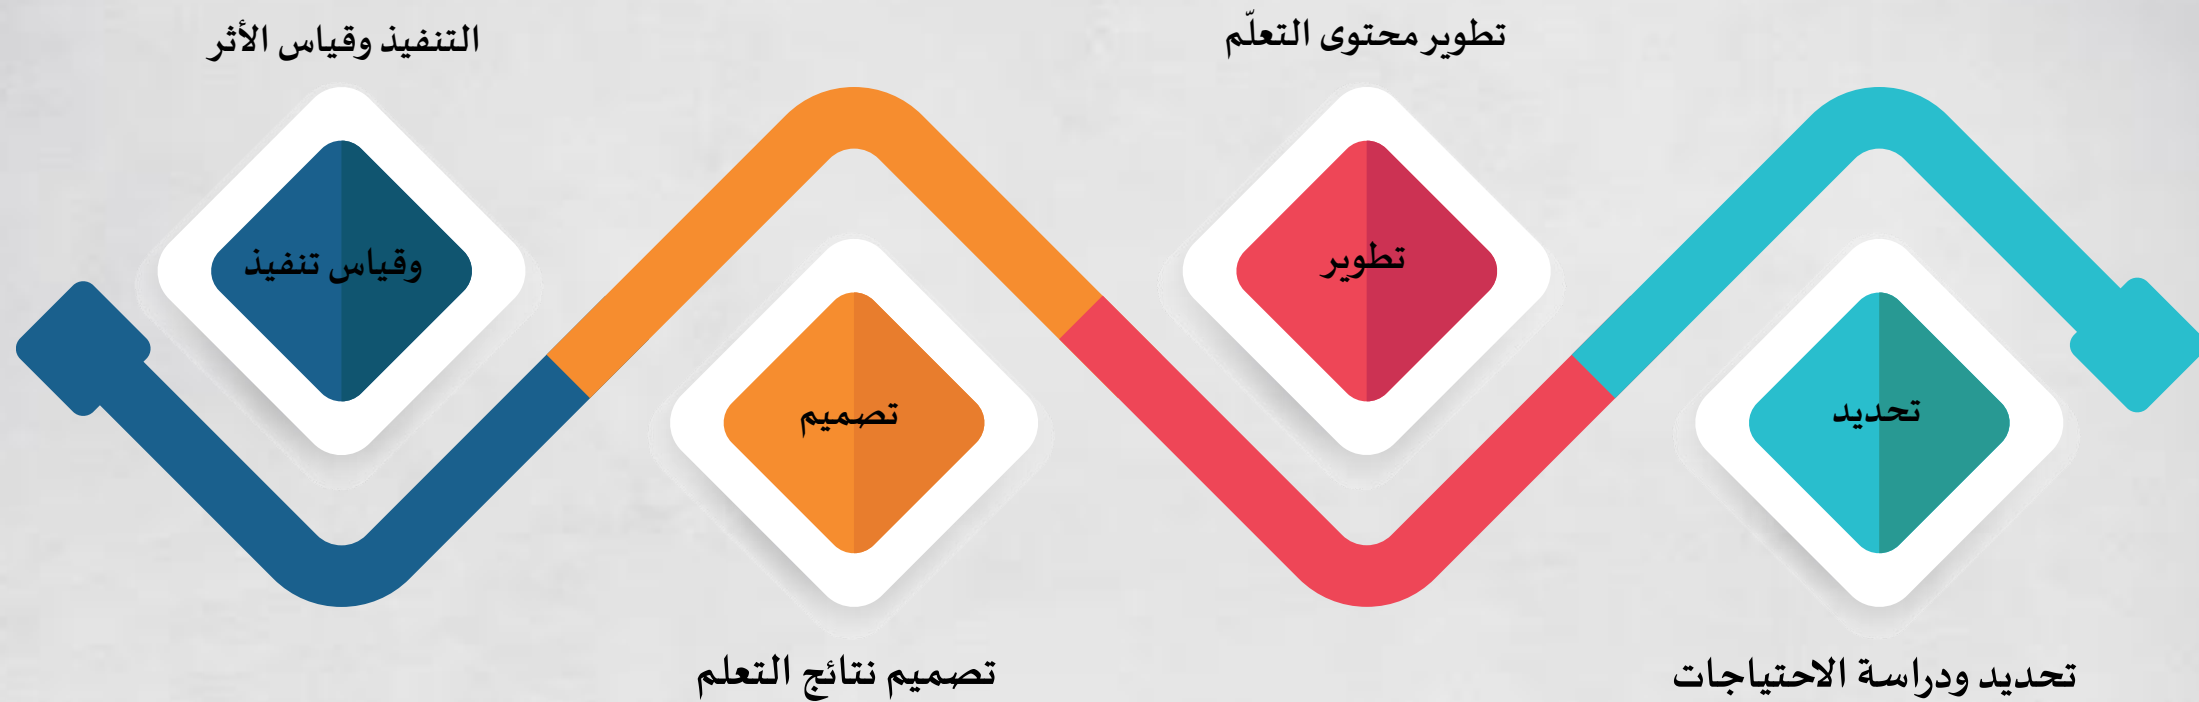 تطوير محتوى التعلّم
التنفيذ وقياس الأثر
تطوير
وقياس تنفيذ
تحديد
تصميم
تحديد ودراسة الاحتياجات
تصميم نتائج التعلم